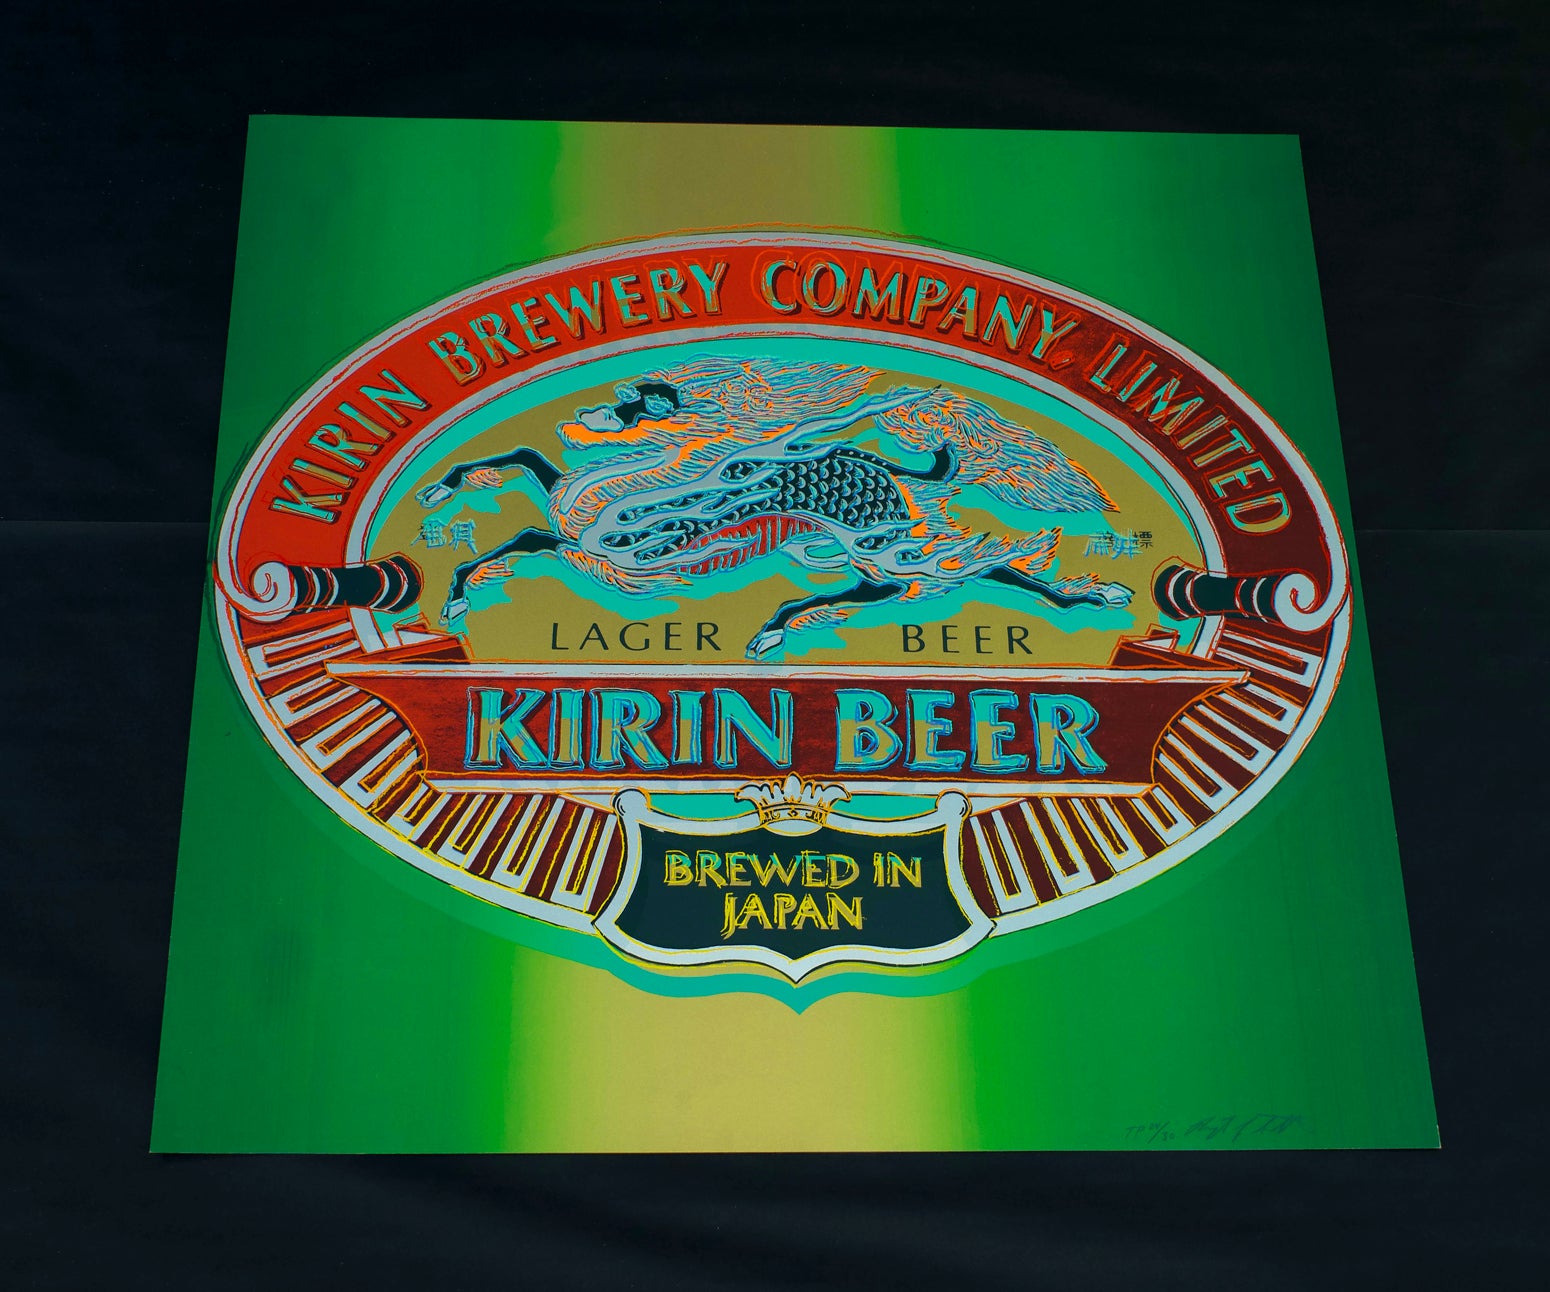 KIRIN BREWERY COMPANY, LIMITED
LAGER BEER
KIRIN BEER
BREWED IN
JAPAN